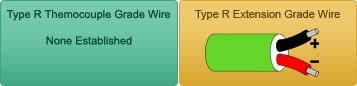 Type R Themocouple Grade Wire
None Established
Type R Extension Grade Wire
+
−